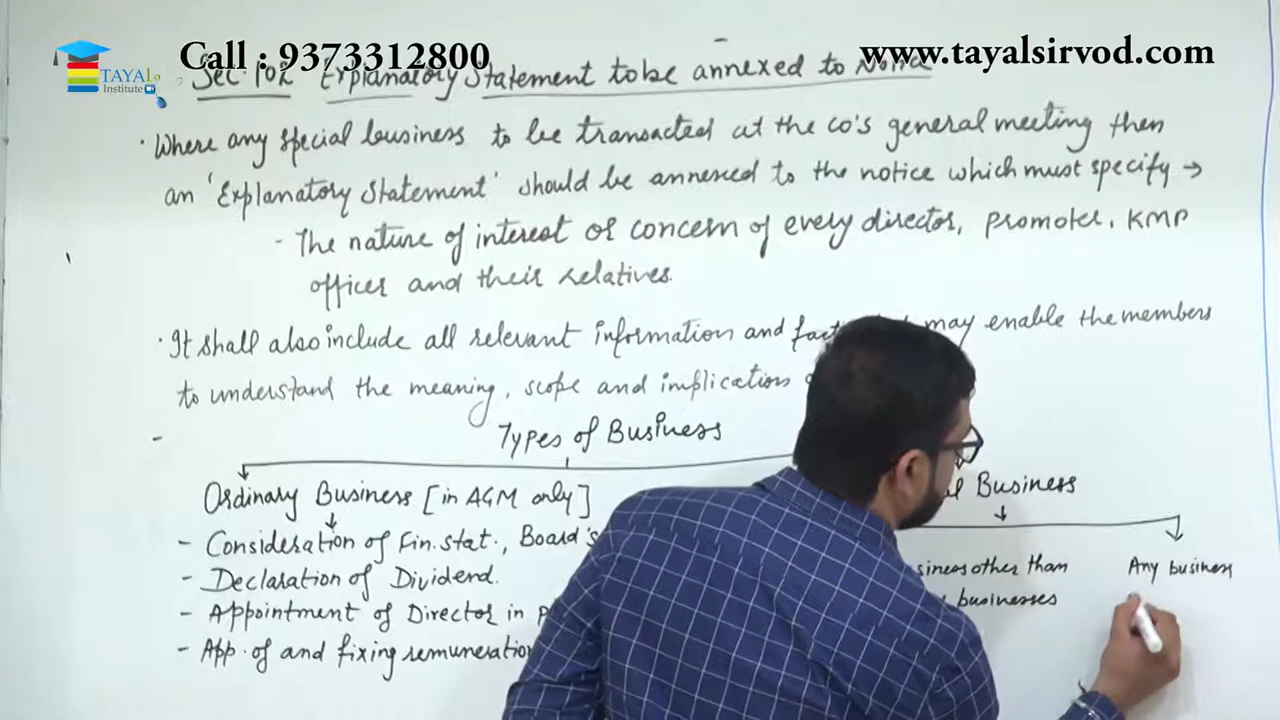 Call : 9373312800
www.tayalsirvod.com
TAYAL
Institute
Sec. 102 Explanatory Statement to be annexed to Notice
· Where any special business to be transacted at the co's general meeting then
an 'Explanatory Statement' should be annexed to the notice which must specify →
- The nature of interest or concern of every director, promoter, KMP
officer and their relatives.
· It shall also include all relevant information and may enable the members
to understand the meaning, scope and implication
Types of Business
Ordinary Business [in AGM only]
Business
- Consideration of Fin. stat., Board's
- Declaration of Dividend.
- Appointment of Director in
- App. of and fixing remuneration
other than
businesses
Any business